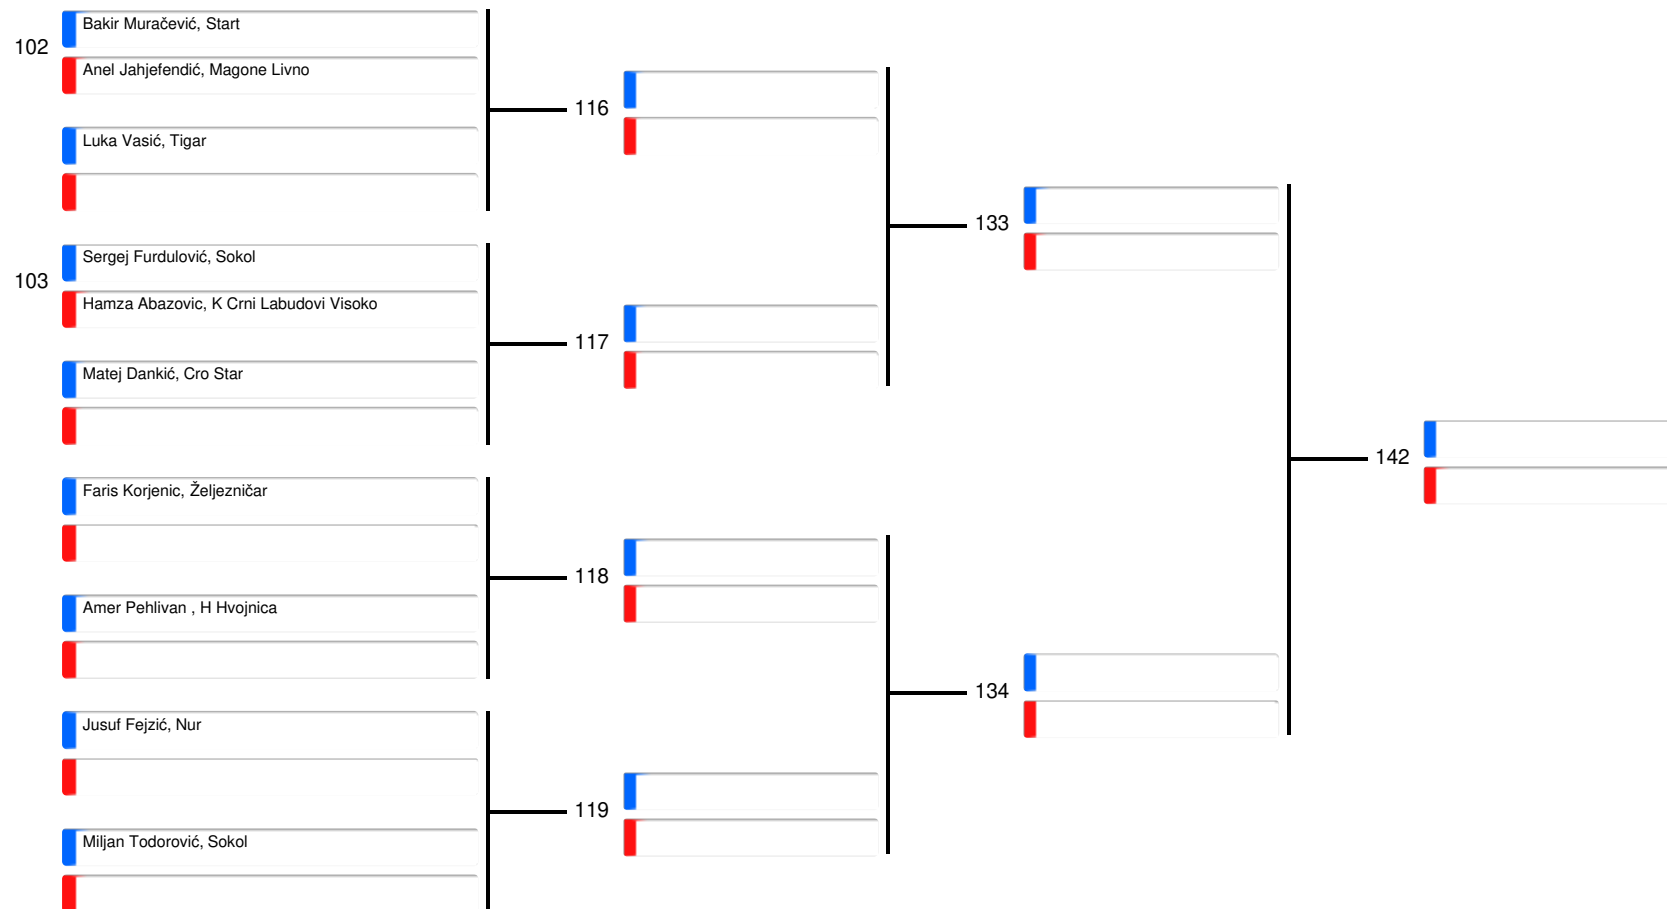 102
Bakir Muračević, Start
Anel Jahjefendić, Magone Livno
Luka Vasić, Tigar
103
Sergej Furdulović, Sokol
Hamza Abazovic, K Crni Labudovi Visoko
Matej Dankić, Cro Star
Faris Korjenic, Željezničar
Amer Pehlivan , H Hvojnica
Jusuf Fejzić, Nur
Miljan Todorović, Sokol
116
117
118
119
133
134
142